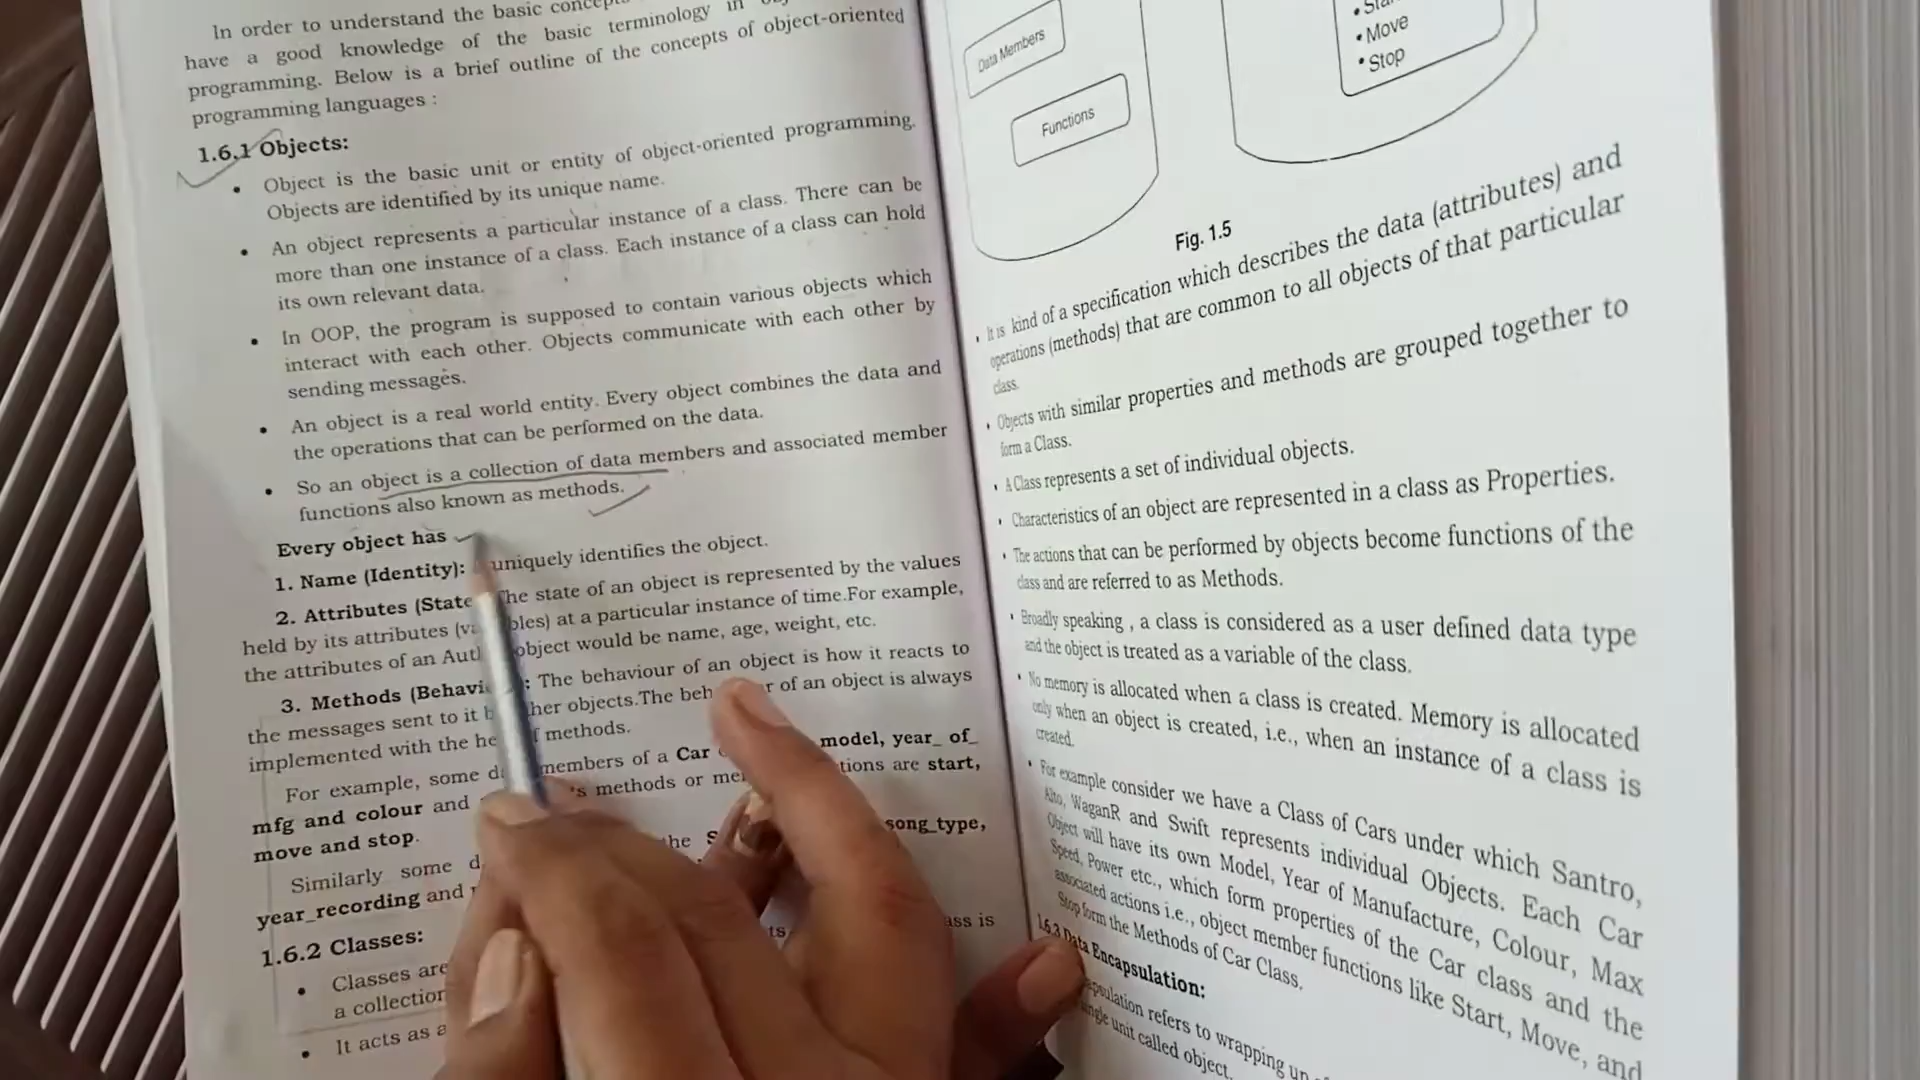 In order to understand the basic
have a good knowledge of the basic terminology in
programming. Below is a brief outline of the concepts of object-oriented
programming languages :
1.6.1 Objects:
• Object is the basic unit or entity of object-oriented programming.
Objects are identified by its unique name.
• An object represents a particular instance of a class. There can be
more than one instance of a class. Each instance of a class can hold
its own relevant data.
• In OOP, the program is supposed to contain various objects which
interact with each other. Objects communicate with each other by
sending messages.
• An object is a real world entity. Every object combines the data and
the operations that can be performed on the data.
• So an object is a collection of data members and associated member
functions also known as methods.
Every object has
1. Name (Identity): uniquely identifies the object.
2. Attributes (State The state of an object is represented by the values
held by its attributes at a particular instance of time.For example,
the attributes of an object would be name, age, weight, etc.
3. Methods The behaviour of an object is how it reacts to
the messages sent to it objects.The of an object is always
implemented with the methods.
For example, some members of a Car model, year_ of_
mfg and colour and methods or are start,
move and stop.
Similarly some the song_type,
year_recording and
1.6.2 Classes:
• Classes are is
a collection
• It acts as a
Data Members
Functions
• Move
• Stop
Fig. 1.5
• It is kind of a specification which describes the data (attributes) and
operations (methods) that are common to all objects of that particular
class.
• Objects with similar properties and methods are grouped together to
form a Class.
• A Class represents a set of individual objects.
• Characteristics of an object are represented in a class as Properties.
• The actions that can be performed by objects become functions of the
class and are referred to as Methods.
• Broadly speaking , a class is considered as a user defined data type
and the object is treated as a variable of the class.
• No memory is allocated when a class is created. Memory is allocated
only when an object is created, i.e., when an instance of a class is
created.
• For example consider we have a Class of Cars under which Santro,
Alto, WaganR and Swift represents individual Objects. Each Car
Object will have its own Model, Year of Manufacture, Colour, Max
Speed, Power etc., which form properties of the Car class and the
associated actions i.e., object member functions like Start, Move, and
Stop form the Methods of Car Class.
1.6.3 Data Encapsulation:
refers to wrapping up
unit called object.